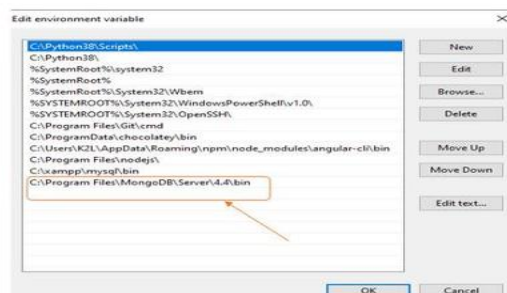 Edit environment variable
C:\Python38\Scripts\
C:\Python38\
%SystemRoot%\system32
%SystemRoot%
%SystemRoot%\System32\Wbem
%SYSTEMROOT%\System32\WindowsPowerShell\v1.0\
%SYSTEMROOT%\System32\OpenSSH\
C:\Program Files\Git\cmd
C:\ProgramData\chocolatey\bin
C:\Users\K2L\AppData\Roaming\npm\node_modules\angular-cli\bin
C:\Program Files\nodejs\
C:\xampp\mysql\bin
C:\Program Files\MongoDB\Server\4.4\bin
New
Edit
Browse...
Delete
Move Up
Move Down
Edit text...
OK
Cancel